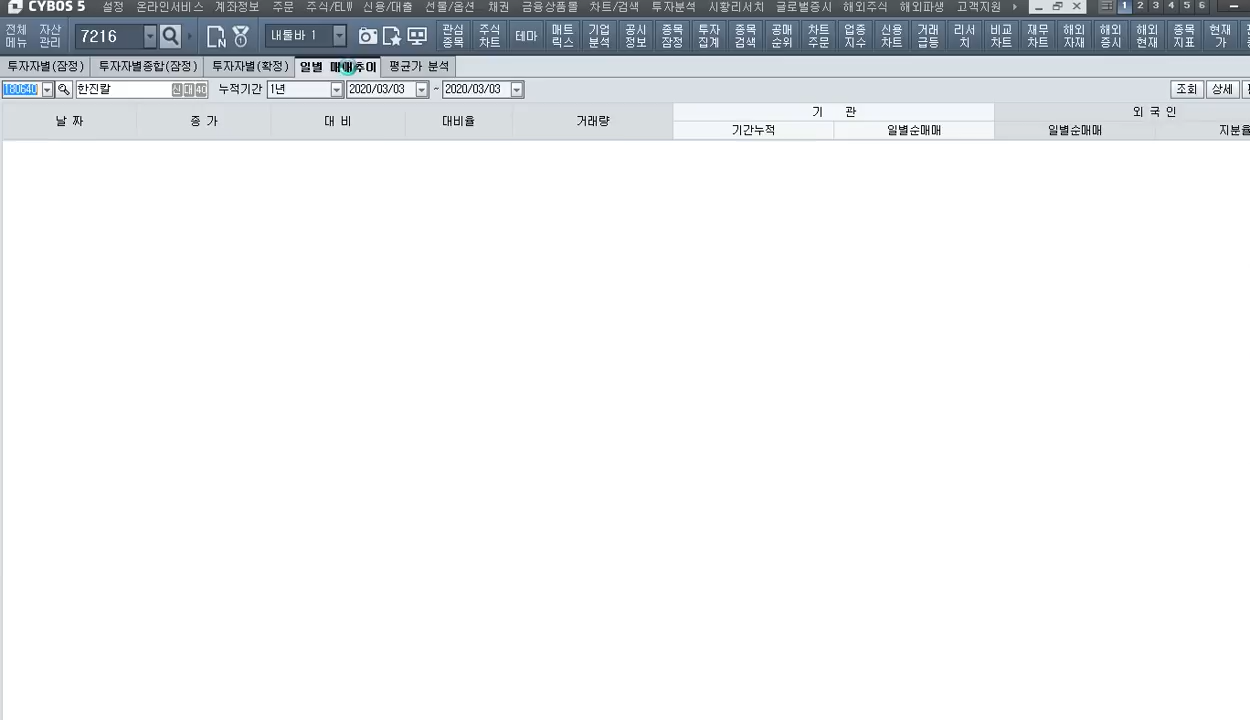 CYBOS 5 설정 온라인서비스 계좌정보 주문 주식/ELW 신용/대출 선물/옵션 채권 금융상품몰 차트/검색 투자분석 시황리서치 글로벌증시 해외주식 해외파생 고객지원 1 2 3 4 5 6
전체 메뉴 자산 관리 7216 내툴바 1 관심 종목 주식 차트 테마 매트 릭스 기업 분석 공시 정보 종목 잠정 투자 집계 종목 검색 공매 순위 차트 주문 업종 지수 신용 차트 거래 급등 리서 치 비교 차트 재무 차트 해외 자재 해외 증시 해외 현재 종목 지표 현재 가
투자자별(잠정) 투자자별종합(잠정) 투자자별(확정) 일별 매매추이 평균가 분석
180640 한진칼 신 대 40 누적기간 1년 2020/03/03 ~ 2020/03/03 조회 상세
날 짜 종 가 대 비 대비율 거래량 기 관 외 국 인
기간누적 일별순매매 일별순매매 지분율